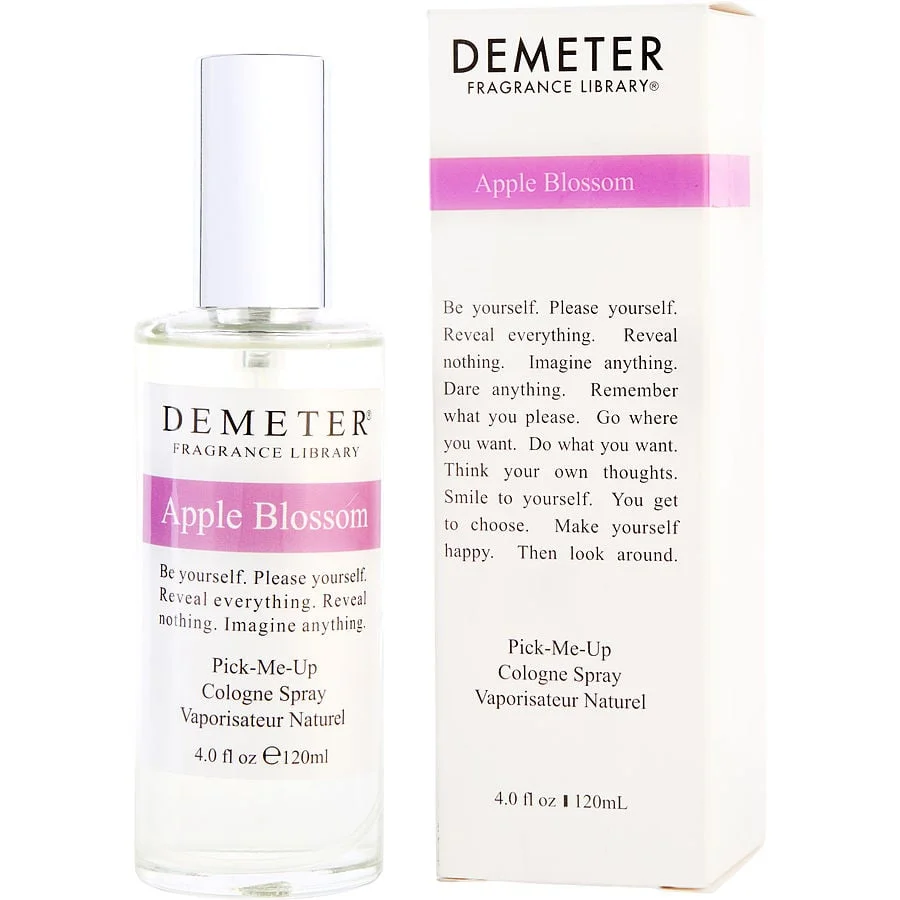 DEMETER®
FRAGRANCE LIBRARY
Apple Blossom
Be yourself. Please yourself.
Reveal everything. Reveal
nothing. Imagine anything.
Pick-Me-Up
Cologne Spray
Vaporisateur Naturel
4.0 fl oz ℮120ml
DEMETER
FRAGRANCE LIBRARY®
Apple Blossom
Be yourself. Please yourself.
Reveal everything. Reveal
nothing. Imagine anything.
Dare anything. Remember
what you please. Go where
you want. Do what you want.
Think your own thoughts.
Smile to yourself. You get
to choose. Make yourself
happy. Then look around.
Pick-Me-Up
Cologne Spray
Vaporisateur Naturel
4.0 fl oz ▮ 120mL